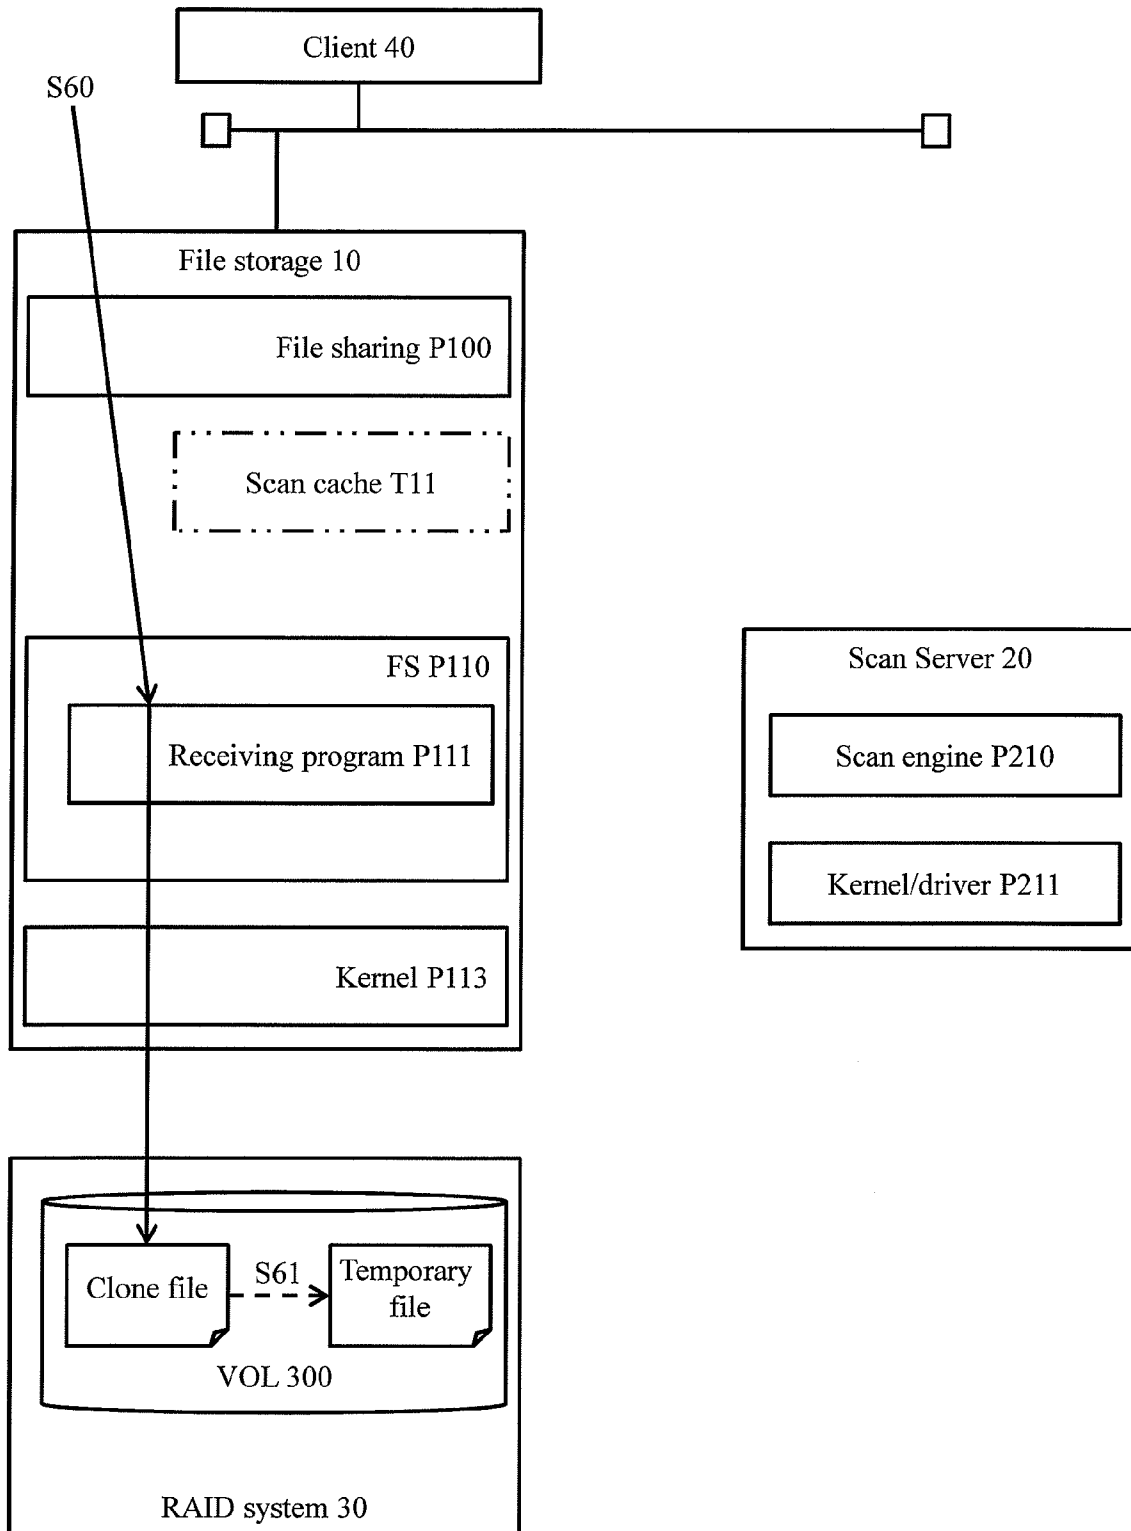 Client 40
S60
File storage 10
File sharing P100
Scan cache T11
FS P110
Receiving program P111
Kernel P113
Scan Server 20
Scan engine P210
Kernel/driver P211
Clone file
S61
Temporary
file
VOL 300
RAID system 30